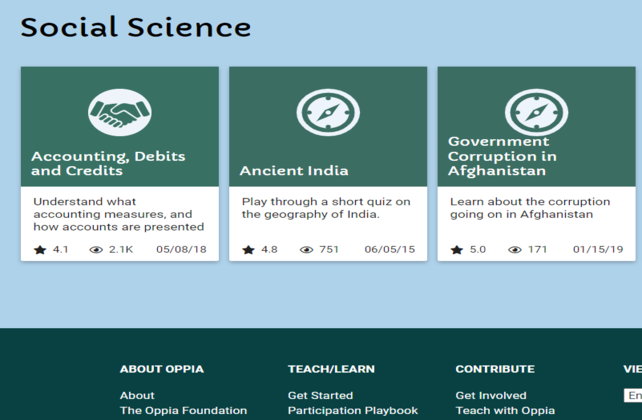 Social Science
Accounting, Debits
and Credits
Understand what
accounting measures, and
how accounts are presented
4.1 2.1K 05/08/18
Ancient India
Play through a short quiz on
the geography of India.
4.8 751 06/05/15
Government
Corruption in
Afghanistan
Learn about the corruption
going on in Afghanistan
5.0 171 01/15/19
ABOUT OPPIA
About
The Oppia Foundation
TEACH/LEARN
Get Started
Participation Playbook
CONTRIBUTE
Get Involved
Teach with Oppia
VIE
En